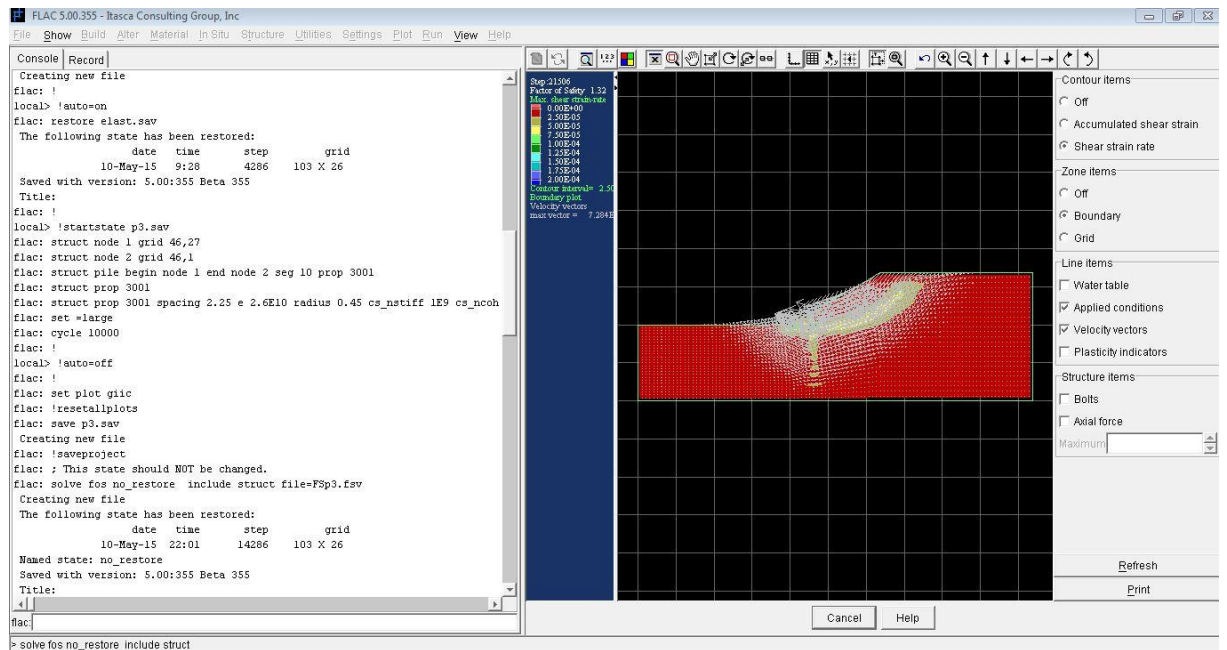 FLAC 5.00.355 - Itasca Consulting Group, Inc
File Show Build Alter Material In Situ Structure Utilities Settings Plot Run View Help
Console Record
Creating new file
flac: !
local> !auto=on
flac: restore elast.sav
The following state has been restored:
date time step grid
10-May-15 9:28 4286 103 X 26
Saved with version: 5.00:355 Beta 355
Title:
flac: !
local> !startstate p3.sav
flac: struct node 1 grid 46,27
flac: struct node 2 grid 46,1
flac: struct pile begin node 1 end node 2 seg 10 prop 3001
flac: struct prop 3001
flac: struct prop 3001 spacing 2.25 e 2.6E10 radius 0.45 cs_nstiff 1E9 cs_ncoh
flac: set =large
flac: cycle 10000
flac: !
local> !auto=off
flac: !
flac: set plot giic
flac: !resetallplots
flac: save p3.sav
Creating new file
flac: !saveproject
flac: ; This state should NOT be changed.
flac: solve fos no_restore include struct file=FSp3.fsv
Creating new file
The following state has been restored:
date time step grid
10-May-15 22:01 14286 103 X 26
Named state: no_restore
Saved with version: 5.00:355 Beta 355
Title:
flac:
> solve fos no_restore include struct
123
Step:21506
Factor of Safety 1.32
Max. shear strain-rate
0.00E+00
2.50E-05
5.00E-05
7.50E-05
1.00E-04
1.25E-04
1.50E-04
1.75E-04
2.00E-04
Contour interval= 2.50
Boundary plot
Velocity vectors
max vector = 7.284E
Contour items
Off
Accumulated shear strain
Shear strain rate
Zone items
Off
Boundary
Grid
Line items
Water table
Applied conditions
Velocity vectors
Plasticity indicators
Structure items
Bolts
Axial force
Maximum
Refresh
Print
Cancel Help